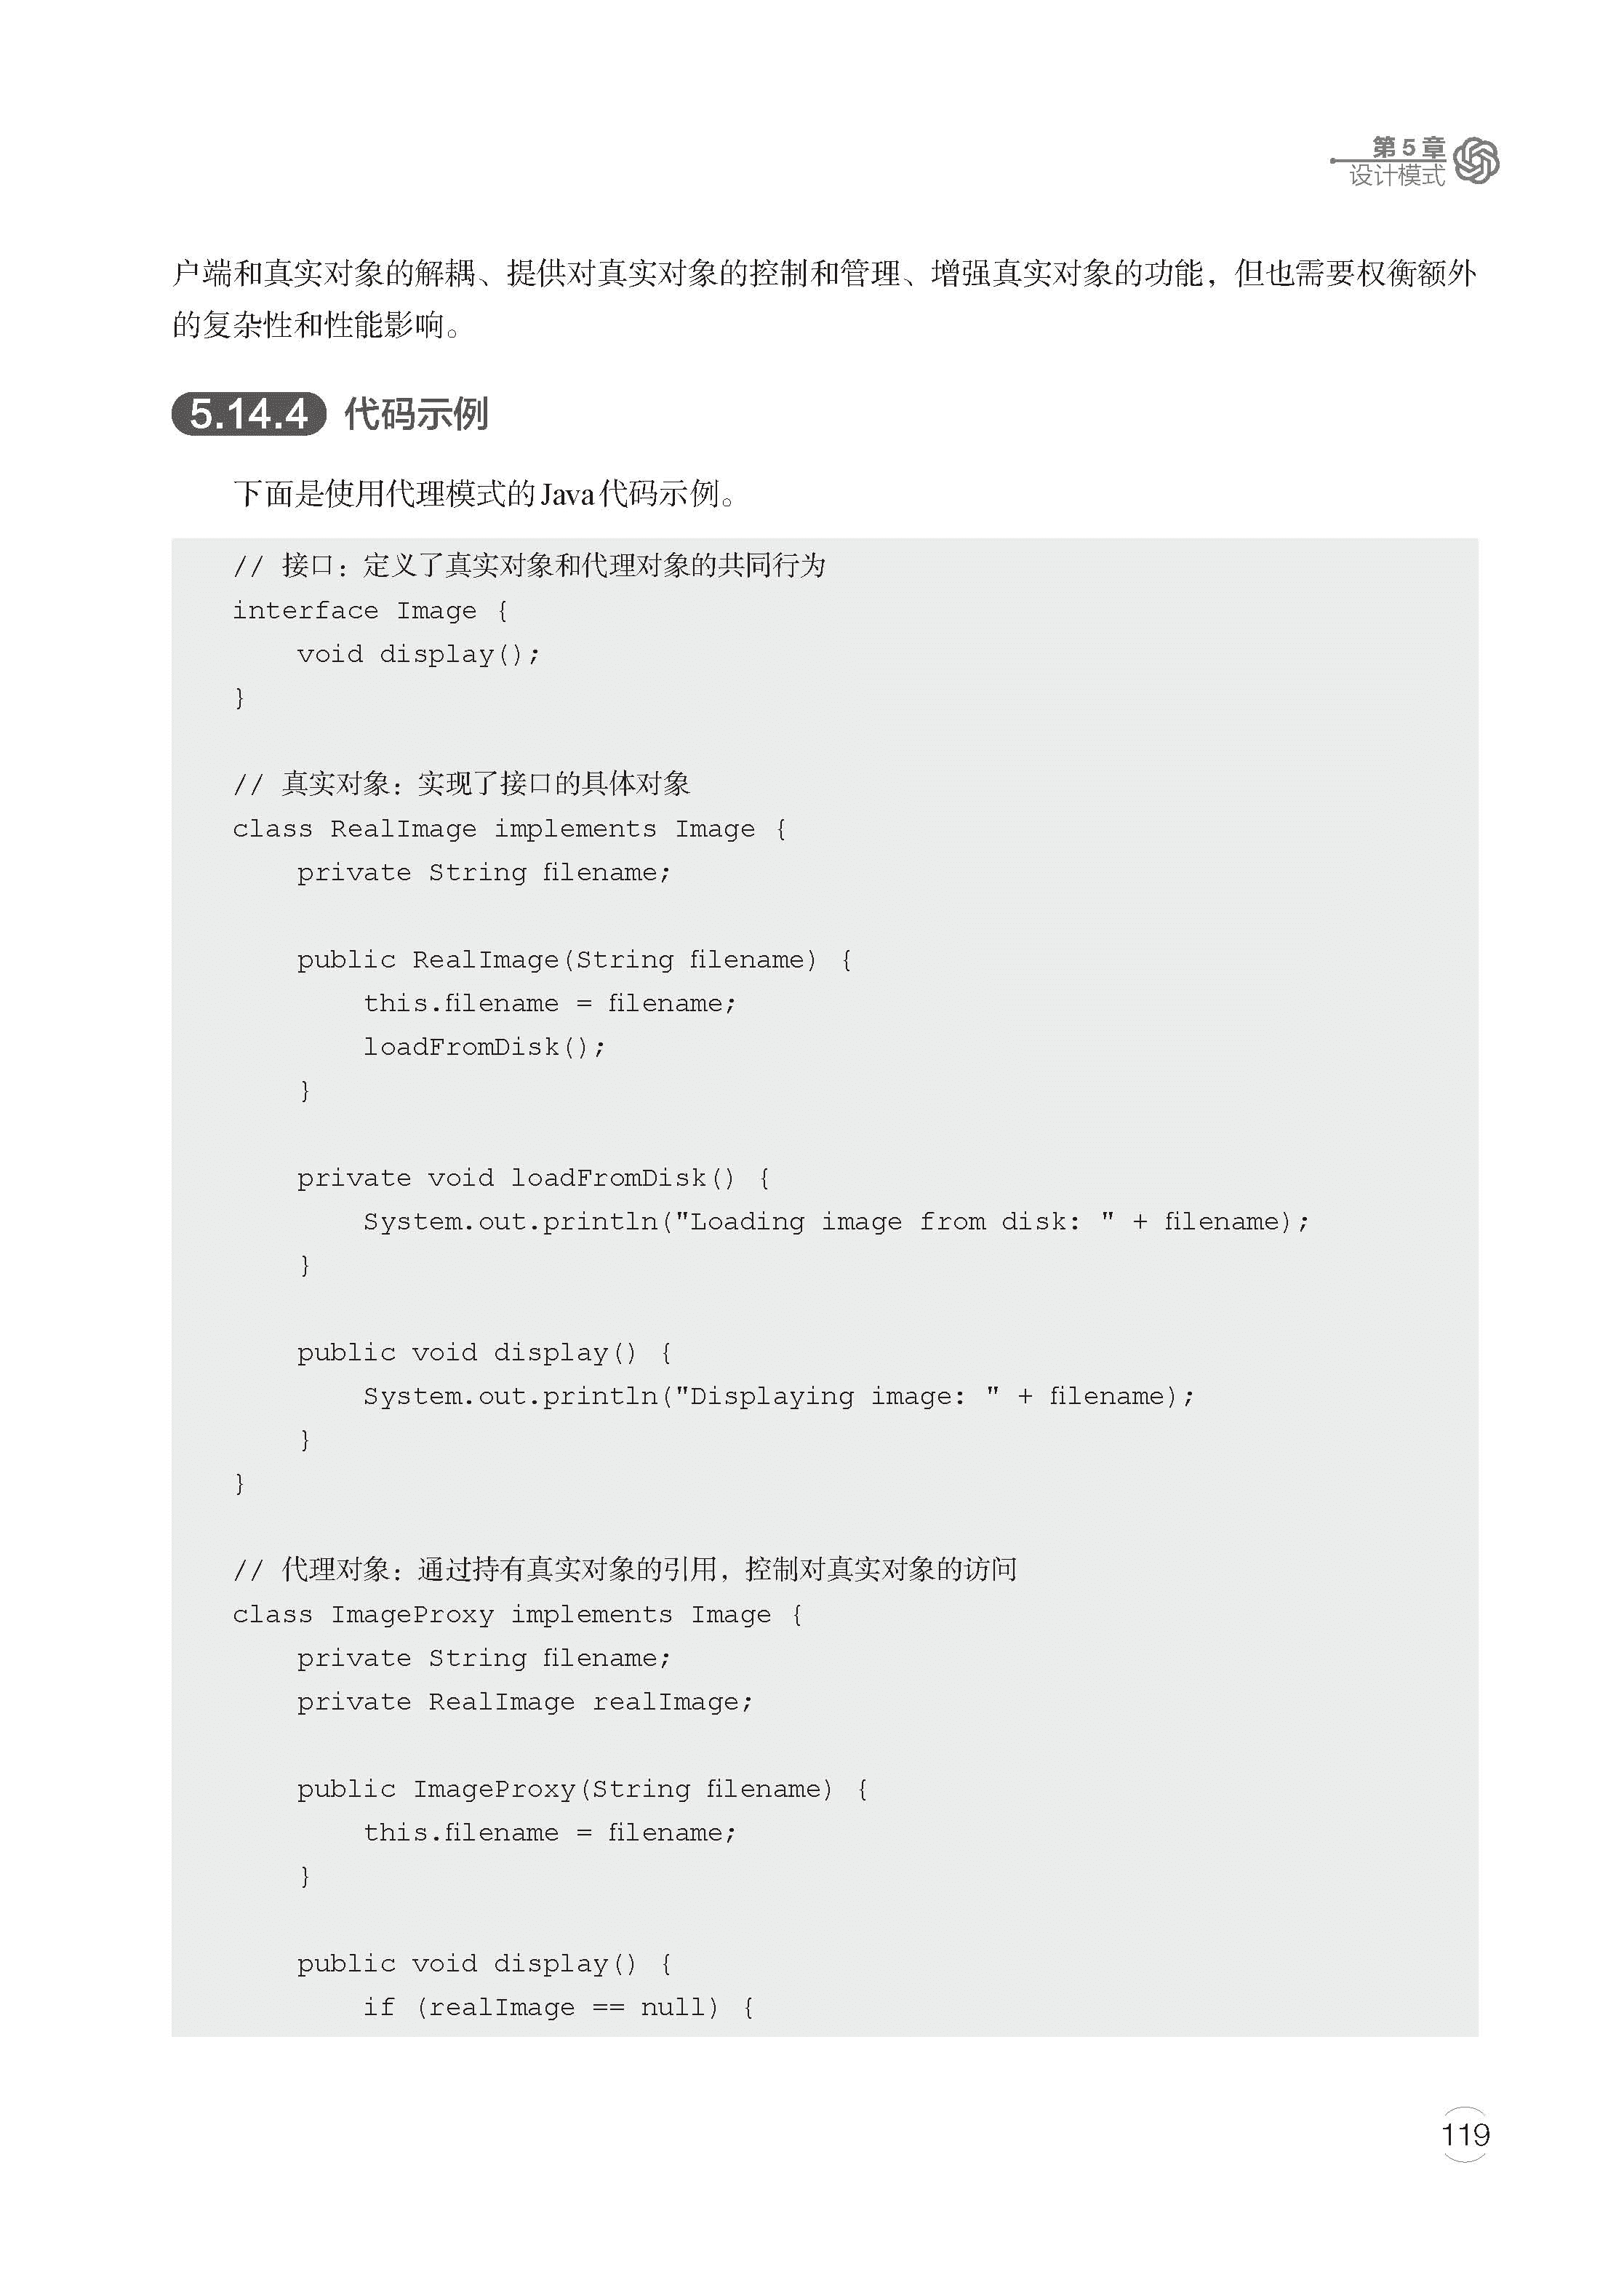 第5章
设计模式
户端和真实对象的解耦、提供对真实对象的控制和管理、增强真实对象的功能，但也需要权衡额外
的复杂性和性能影响。
5.14.4 代码示例
下面是使用代理模式的Java代码示例。
// 接口：定义了真实对象和代理对象的共同行为
interface Image {
    void display();
}
// 真实对象：实现了接口的具体对象
class RealImage implements Image {
    private String filename;
    public RealImage(String filename) {
        this.filename = filename;
        loadFromDisk();
    }
    private void loadFromDisk() {
        System.out.println("Loading image from disk: " + filename);
    }
    public void display() {
        System.out.println("Displaying image: " + filename);
    }
}
// 代理对象：通过持有真实对象的引用，控制对真实对象的访问
class ImageProxy implements Image {
    private String filename;
    private RealImage realImage;
    public ImageProxy(String filename) {
        this.filename = filename;
    }
    public void display() {
        if (realImage == null) {
119